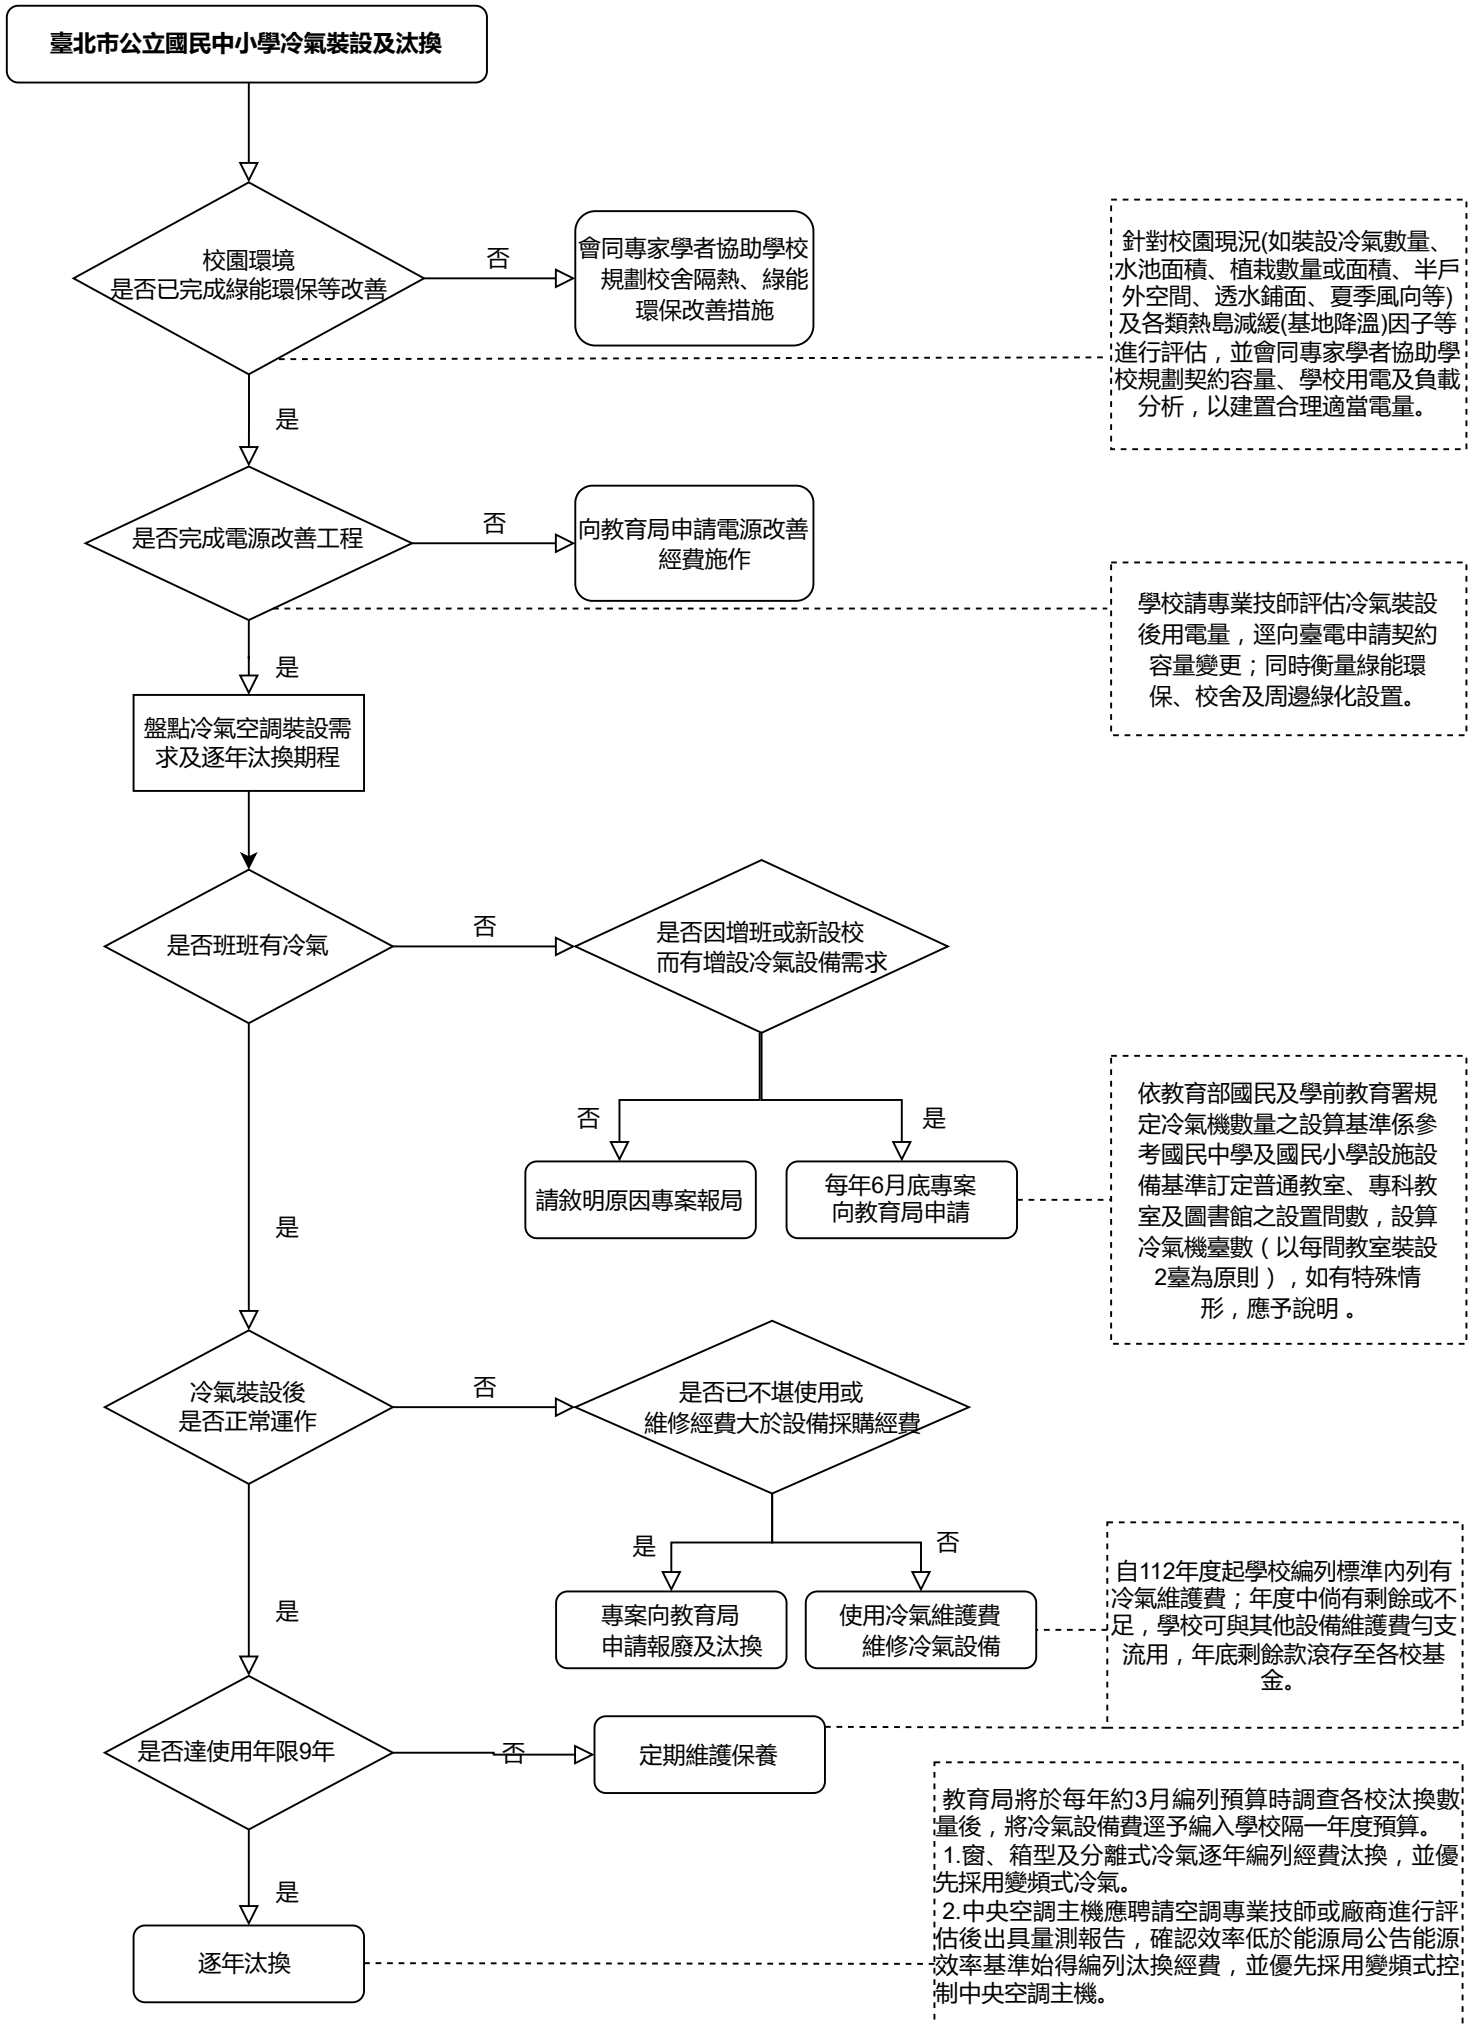 臺北市公立國民中小學冷氣裝設及汰換
校園環境
是否已完成綠能環保等改善
否
會同專家學者協助學校
規劃校舍隔熱、綠能
環保改善措施
針對校園現況(如裝設冷氣數量、
水池面積、植栽數量或面積、半戶
外空間、透水鋪面、夏季風向等)
及各類熱島減緩(基地降溫)因子等
進行評估，並會同專家學者協助學
校規劃契約容量、學校用電及負載
分析，以建置合理適當電量。
是
是否完成電源改善工程
否
向教育局申請電源改善
經費施作
學校請專業技師評估冷氣裝設
後用電量，逕向臺電申請契約
容量變更；同時衡量綠能環
保、校舍及周邊綠化設置。
是
盤點冷氣空調裝設需
求及逐年汰換期程
是否班班有冷氣
否
是否因增班或新設校
而有增設冷氣設備需求
否
是
請敘明原因專案報局
每年6月底專案
向教育局申請
依教育部國民及學前教育署規
定冷氣機數量之設算基準係參
考國民中學及國民小學設施設
備基準訂定普通教室、專科教
室及圖書館之設置間數，設算
冷氣機臺數（以每間教室裝設
2臺為原則），如有特殊情
形，應予說明 。
是
冷氣裝設後
是否正常運作
否
是否已不堪使用或
維修經費大於設備採購經費
是
否
專案向教育局
申請報廢及汰換
使用冷氣維護費
維修冷氣設備
自112年度起學校編列標準內列有
冷氣維護費；年度中倘有剩餘或不
足，學校可與其他設備維護費勻支
流用，年底剩餘款滾存至各校基
金。
是
是否達使用年限9年
否
定期維護保養
是
逐年汰換
教育局將於每年約3月編列預算時調查各校汰換數
量後，將冷氣設備費逕予編入學校隔一年度預算。
1.窗、箱型及分離式冷氣逐年編列經費汰換，並優
先採用變頻式冷氣。
2.中央空調主機應聘請空調專業技師或廠商進行評
估後出具量測報告，確認效率低於能源局公告能源
效率基準始得編列汰換經費，並優先採用變頻式控
制中央空調主機。